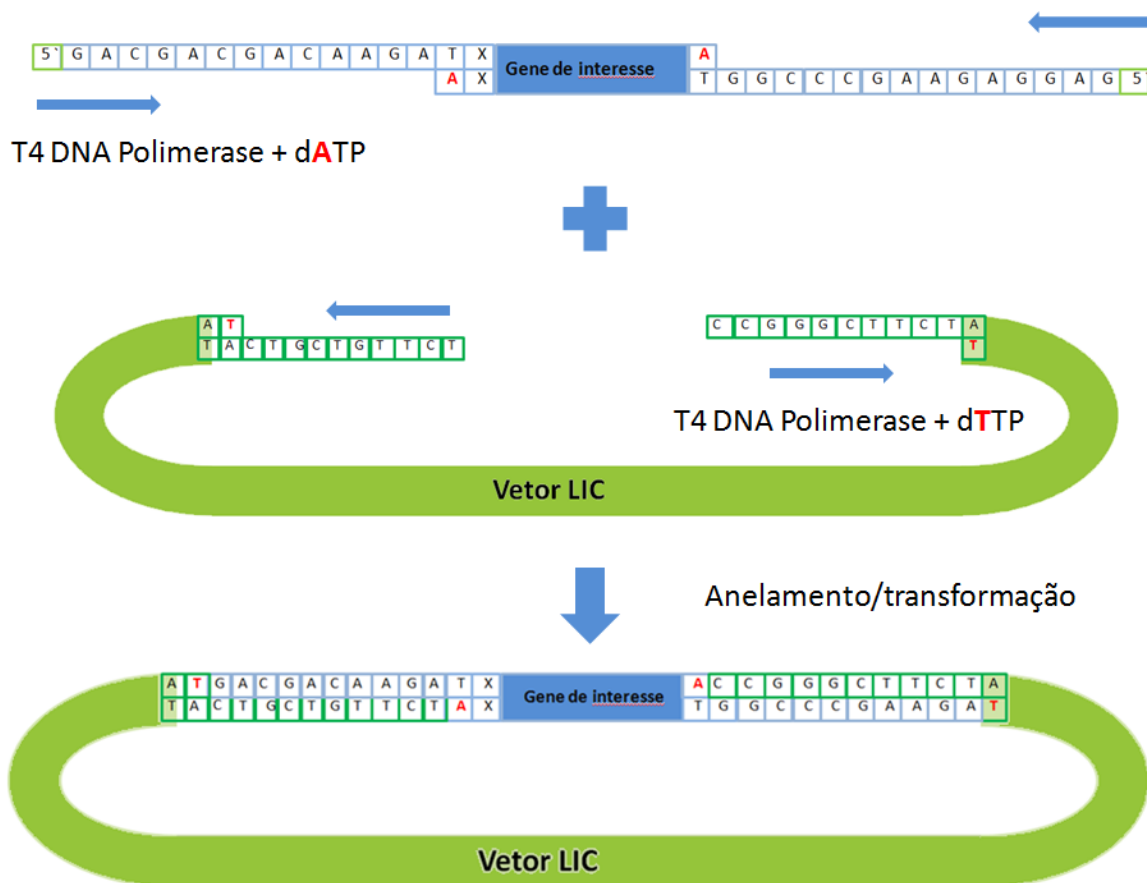 5` G A C G A C G A C A A G A T X Gene de interesse A
A X T G G C C C G A A G A G G A G 5`
T4 DNA Polimerase + dATP
A T C C G G G C T T C T A
T A C T G C T G T T C T T
T4 DNA Polimerase + dTTP
Vetor LIC
Anelamento/transformação
A T G A C G A C A A G A T X Gene de interesse A C C G G G C T T C T A
T A C T G C T G T T C T A X T G G C C C G A A G A T
Vetor LIC